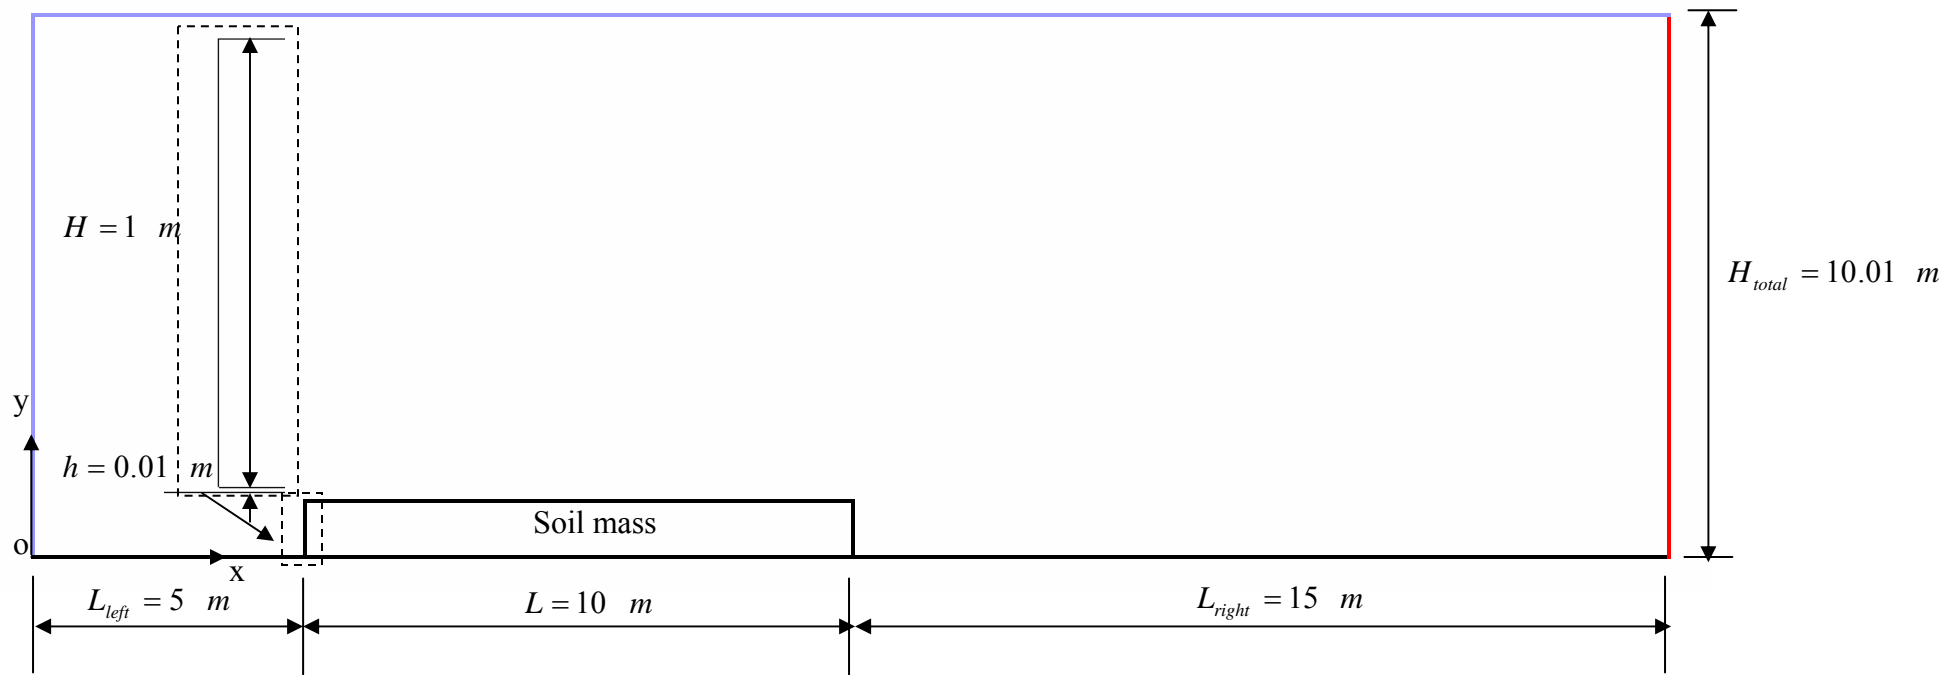 H = 1 m
H_total = 10.01 m
y
h = 0.01 m
Soil mass
o
x
L_left = 5 m
L = 10 m
L_right = 15 m